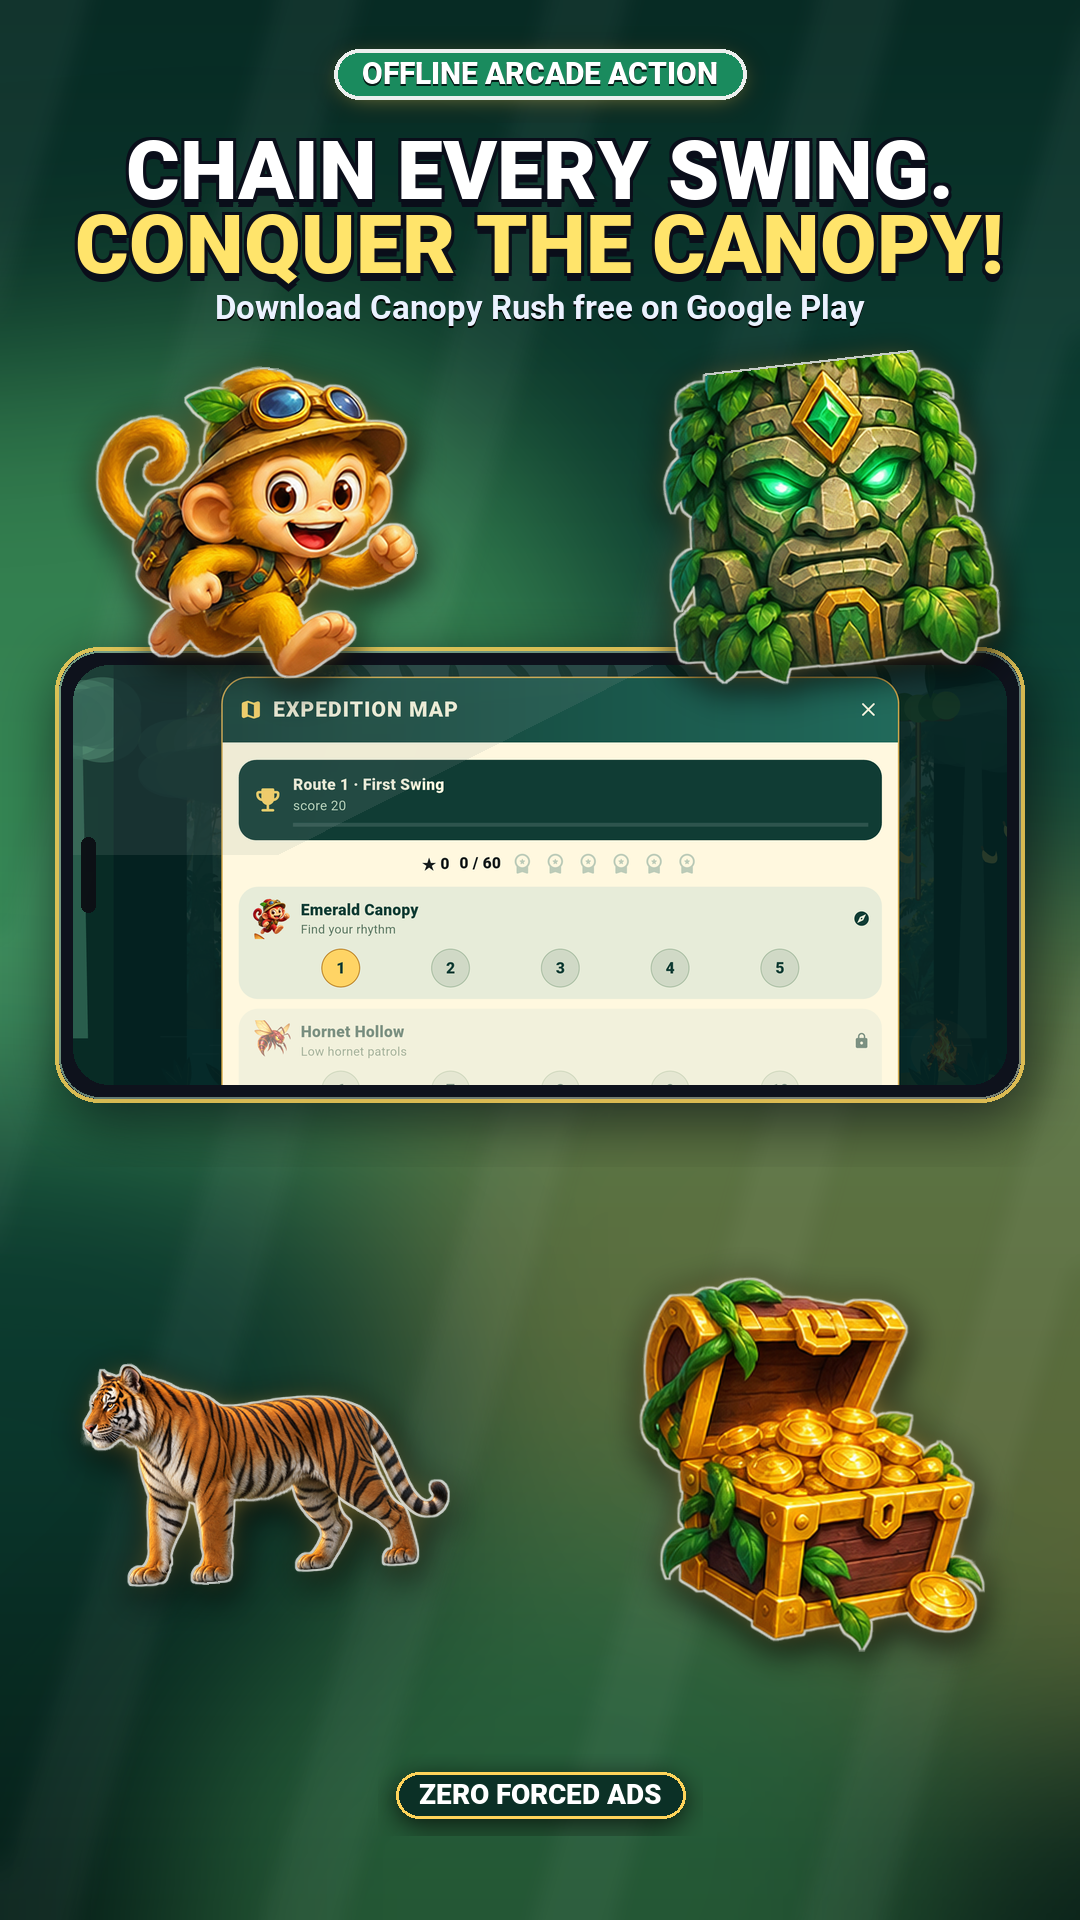 OFFLINE ARCADE ACTION
CHAIN EVERY SWING.
CONQUER THE CANOPY!
Download Canopy Rush free on Google Play
EXPEDITION MAP
Route 1 · First Swing
score 20
★ 0 0 / 60
Emerald Canopy
Find your rhythm
1 2 3 4 5
Hornet Hollow
Low hornet patrols
ZERO FORCED ADS